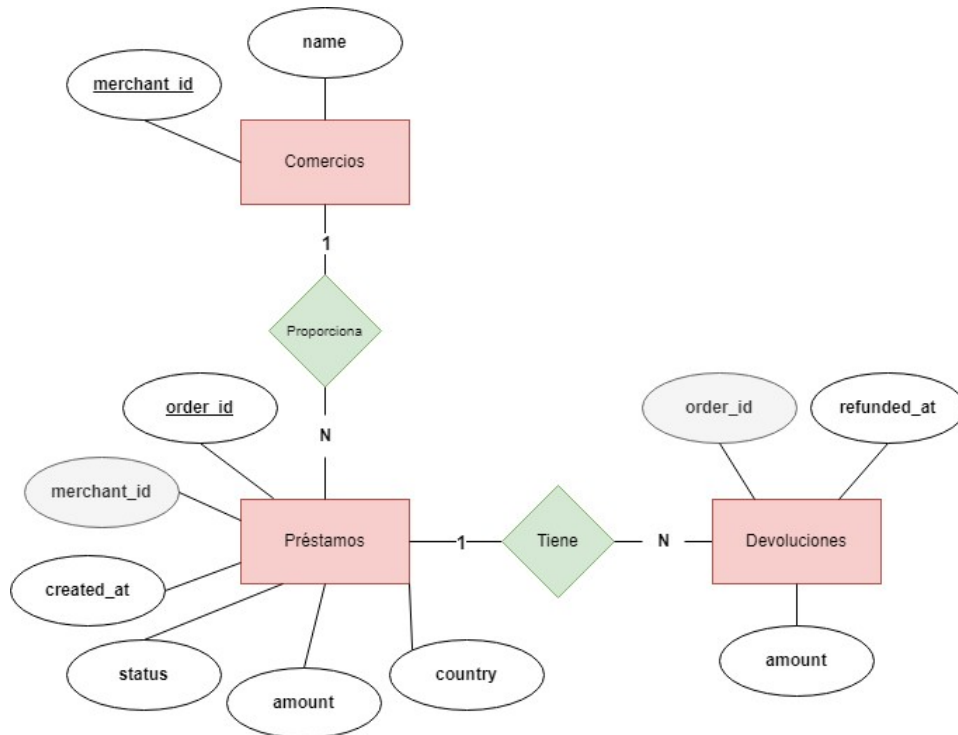 name
merchant_id
Comercios
1
Proporciona
order_id
N
order_id
refunded_at
merchant_id
Préstamos
1
Tiene
N
Devoluciones
created_at
status
amount
country
amount